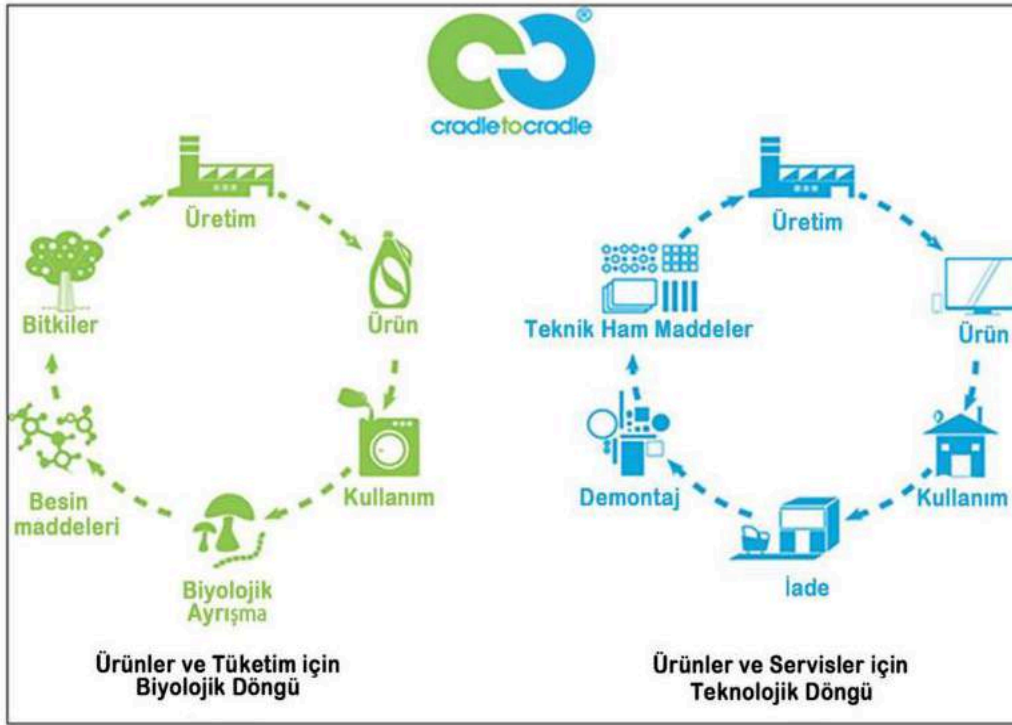 ®
cradletocradle
Üretim
Ürün
Kullanım
Biyolojik
Ayrışma
Besin
maddeleri
Bitkiler
Ürünler ve Tüketim için
Biyolojik Döngü
Üretim
Ürün
Kullanım
İade
Demontaj
Teknik Ham Maddeler
Ürünler ve Servisler için
Teknolojik Döngü